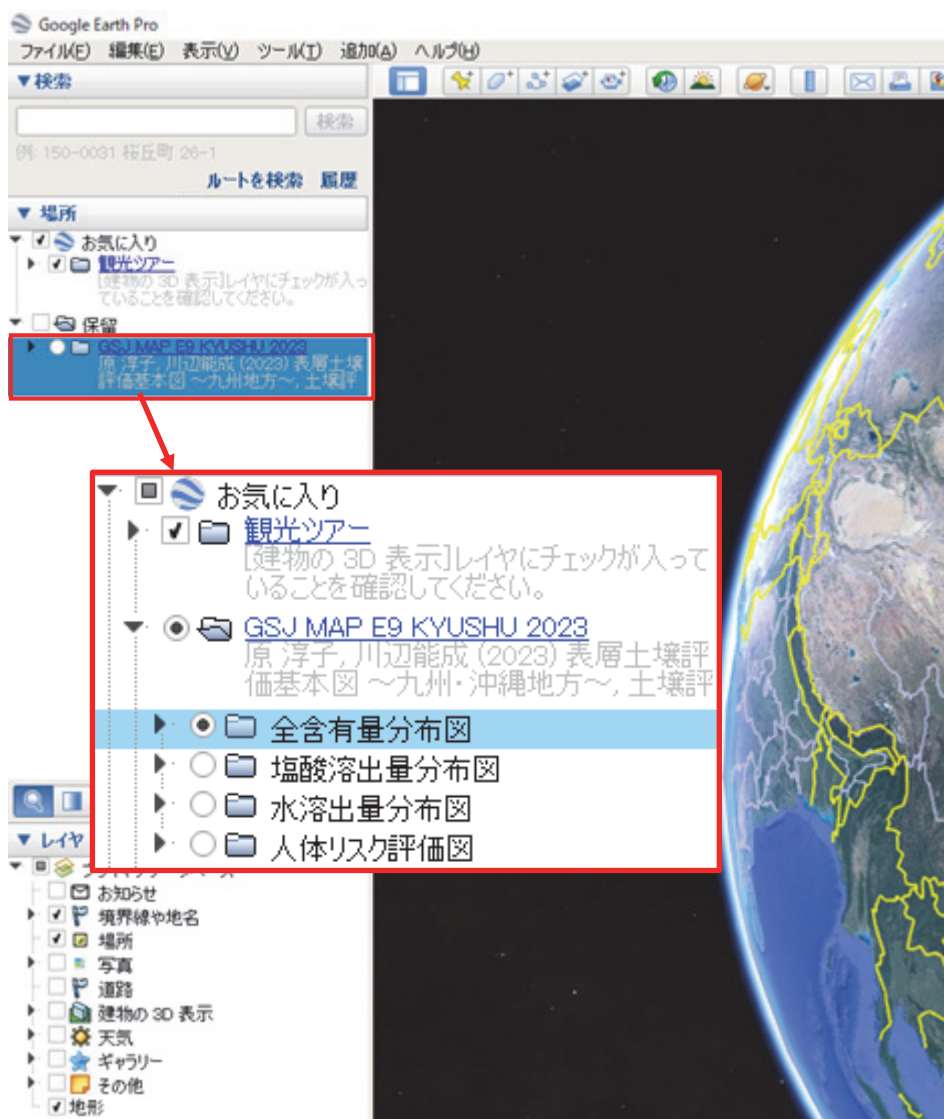 Google Earth Pro
ファイル(F) 編集(E) 表示(V) ツール(T) 追加(A) ヘルプ(H)
▼検索
検索
例: 150-0031 桜丘町 26-1
ルートを検索 履歴
▼ 場所
お気に入り
観光ツアー
[建物の 3D 表示]レイヤにチェックが入っ
ていることを確認してください。
保留
GSJ MAP E9 KYUSHU 2023
原 淳子, 川辺能成 (2023) 表層土壌
評価基本図 ～九州地方～, 土壌評
お気に入り
観光ツアー
[建物の 3D 表示]レイヤにチェックが入って
いることを確認してください。
GSJ MAP E9 KYUSHU 2023
原 淳子, 川辺能成 (2023) 表層土壌評
価基本図 ～九州・沖縄地方～, 土壌評
全含有量分布図
塩酸溶出量分布図
水溶出量分布図
人体リスク評価図
▼ レイヤ
お知らせ
境界線や地名
場所
写真
道路
建物の 3D 表示
天気
ギャラリー
その他
地形